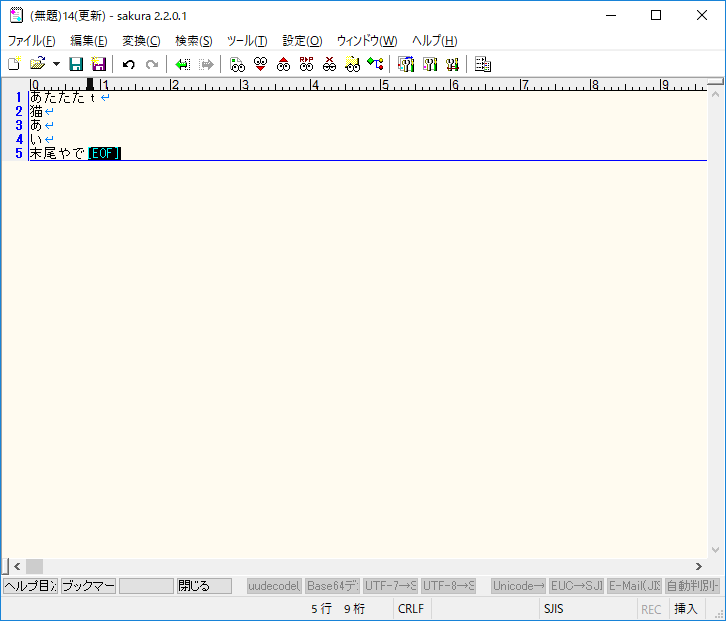 (無題)14(更新) - sakura 2.2.0.1
ファイル(F) 編集(E) 変換(C) 検索(S) ツール(T) 設定(O) ウィンドウ(W) ヘルプ(H)
0 1 2 3 4 5 6 7 8 9
1 あたたたｔ↵
2 猫↵
3 あ↵
4 い↵
5 末尾やで[EOF]
ヘルプ目 ブックマー 閉じる uudecode( Base64デ UTF-7→S UTF-8→S Unicode→ EUC→SJ E-Mail(JI 自動判別
5 行 9 桁 CRLF SJIS REC 挿入